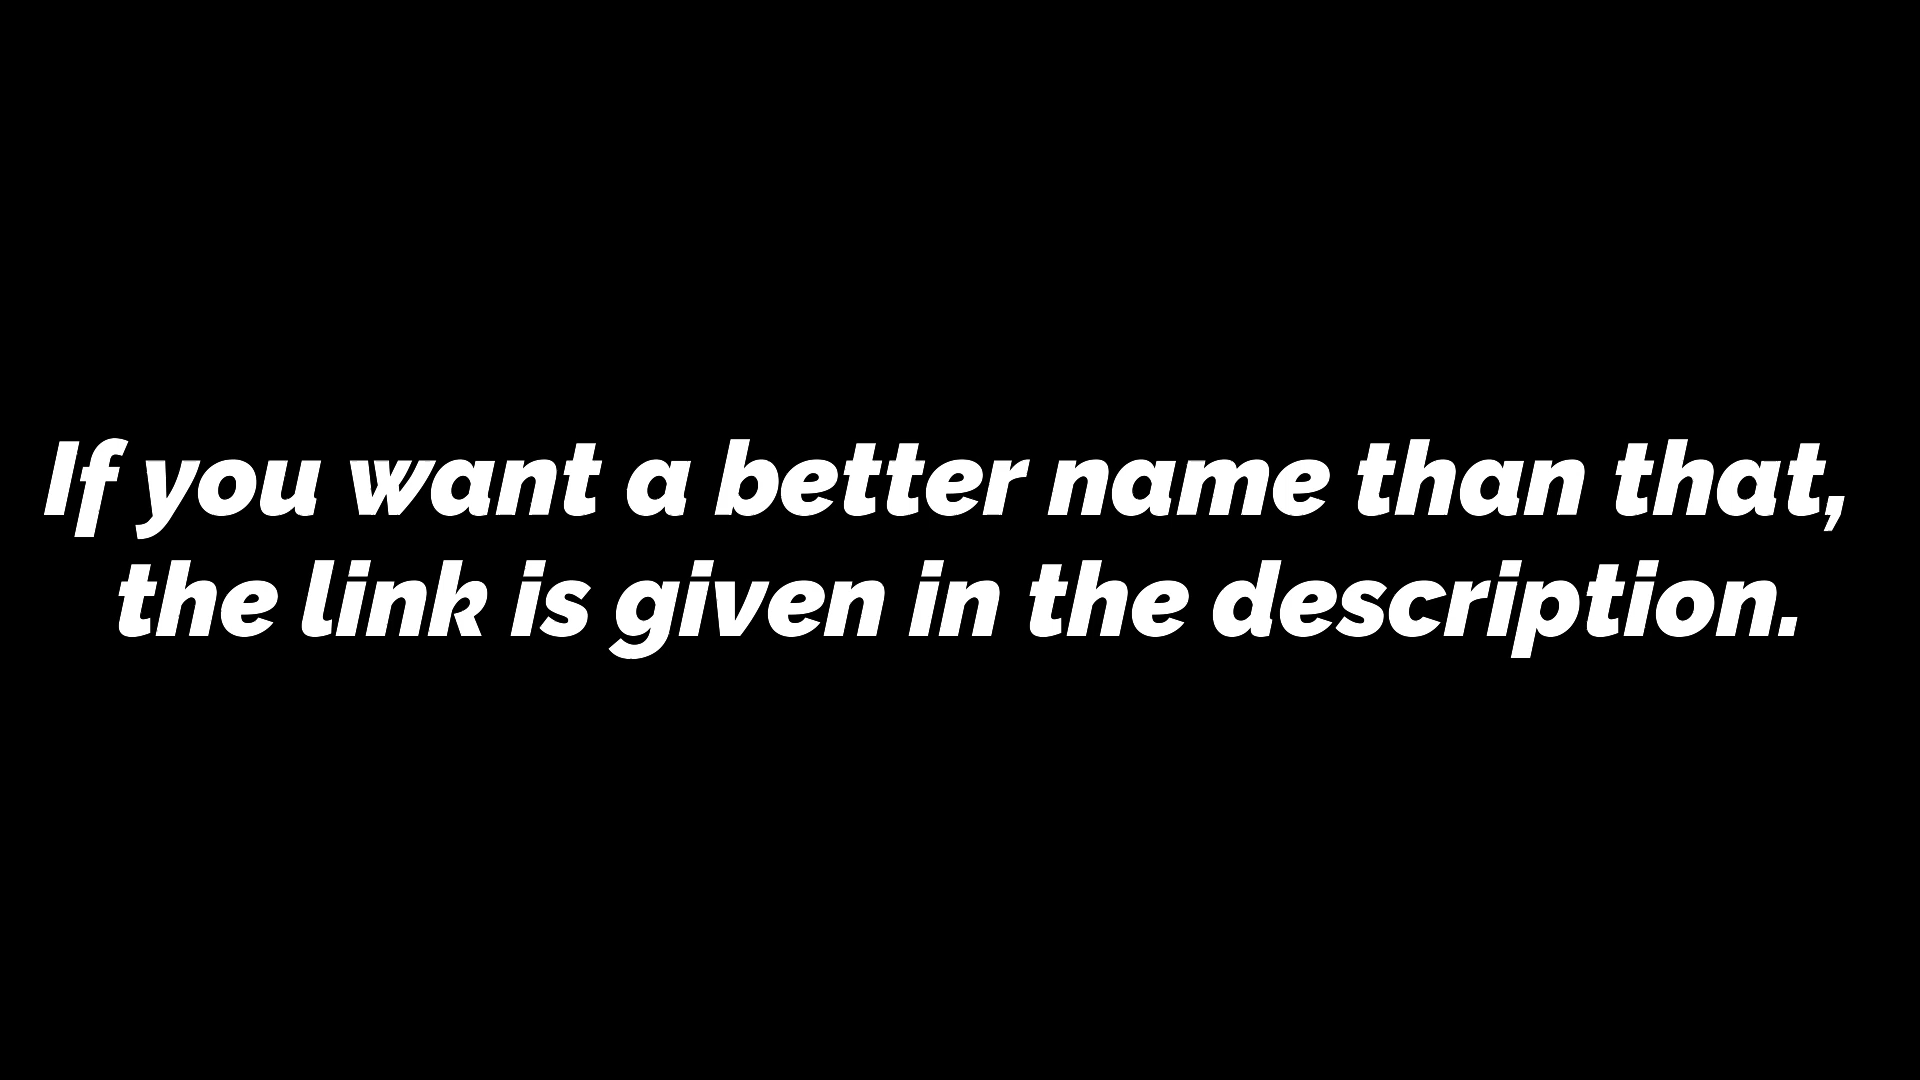 If you want a better name than that,
the link is given in the description.